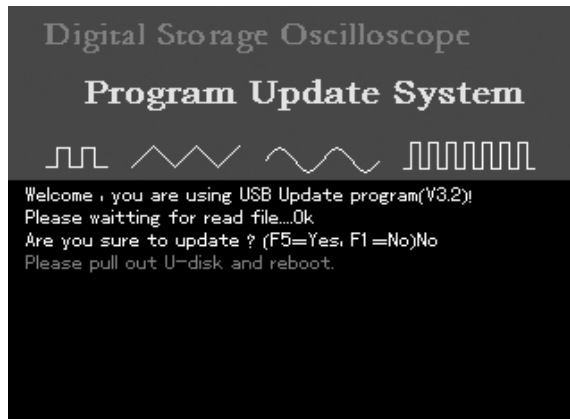 Digital Storage Oscilloscope
Program Update System
Welcome , you are using USB Update program(V3.2)!
Please waitting for read file....Ok
Are you sure to update ? (F5=Yes, F1=No)No
Please pull out U-disk and reboot.